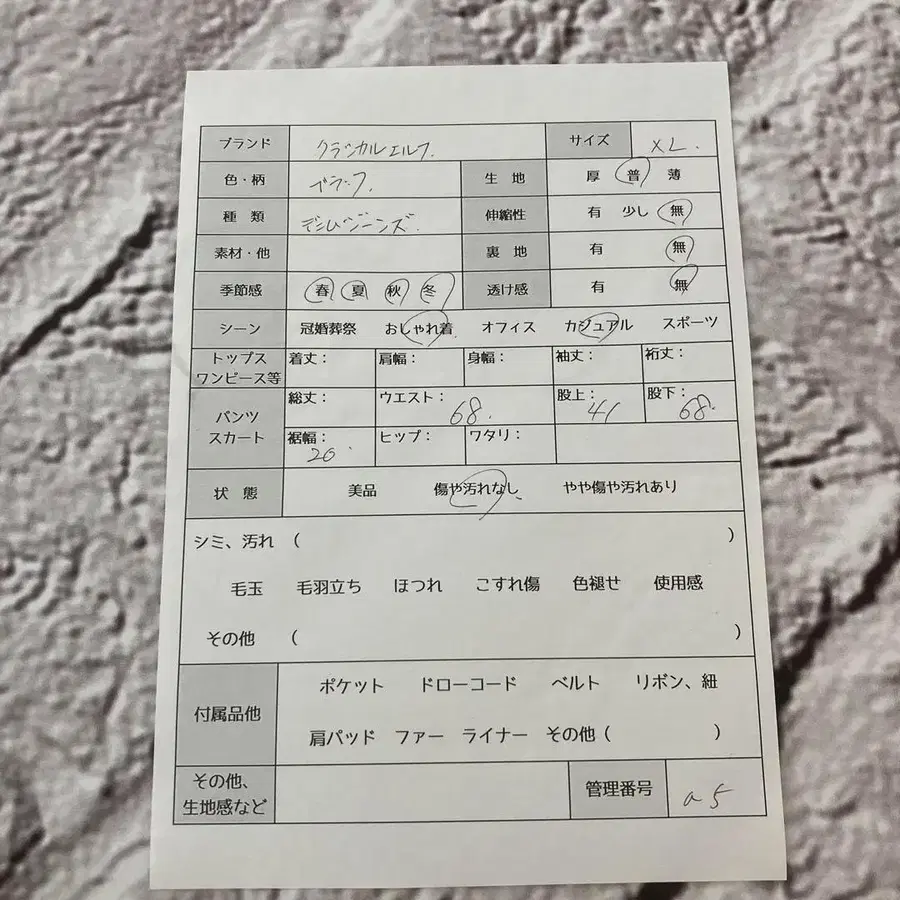 ブランド クラシカルエルフ. サイズ XL.
色・柄 ブラック. 生地 厚 普 薄
種類 デニムジーンズ. 伸縮性 有 少し 無
素材・他 裏地 有 無
季節感 春 夏 秋 冬 透け感 有 無
シーン 冠婚葬祭 おしゃれ着 オフィス カジュアル スポーツ
トップス ワンピース等 着丈: 肩幅: 身幅: 袖丈: 裄丈:
パンツ スカート 総丈: ウエスト: 68. 股上: 41 股下: 68.
裾幅: 20 ヒップ: ワタリ:
状態 美品 傷や汚れなし やや傷や汚れあり
シミ、汚れ ( )
毛玉 毛羽立ち ほつれ こすれ傷 色褪せ 使用感
その他 ( )
付属品他 ポケット ドローコード ベルト リボン、紐
肩パッド ファー ライナー その他 ( )
その他、生地感など 管理番号 a5